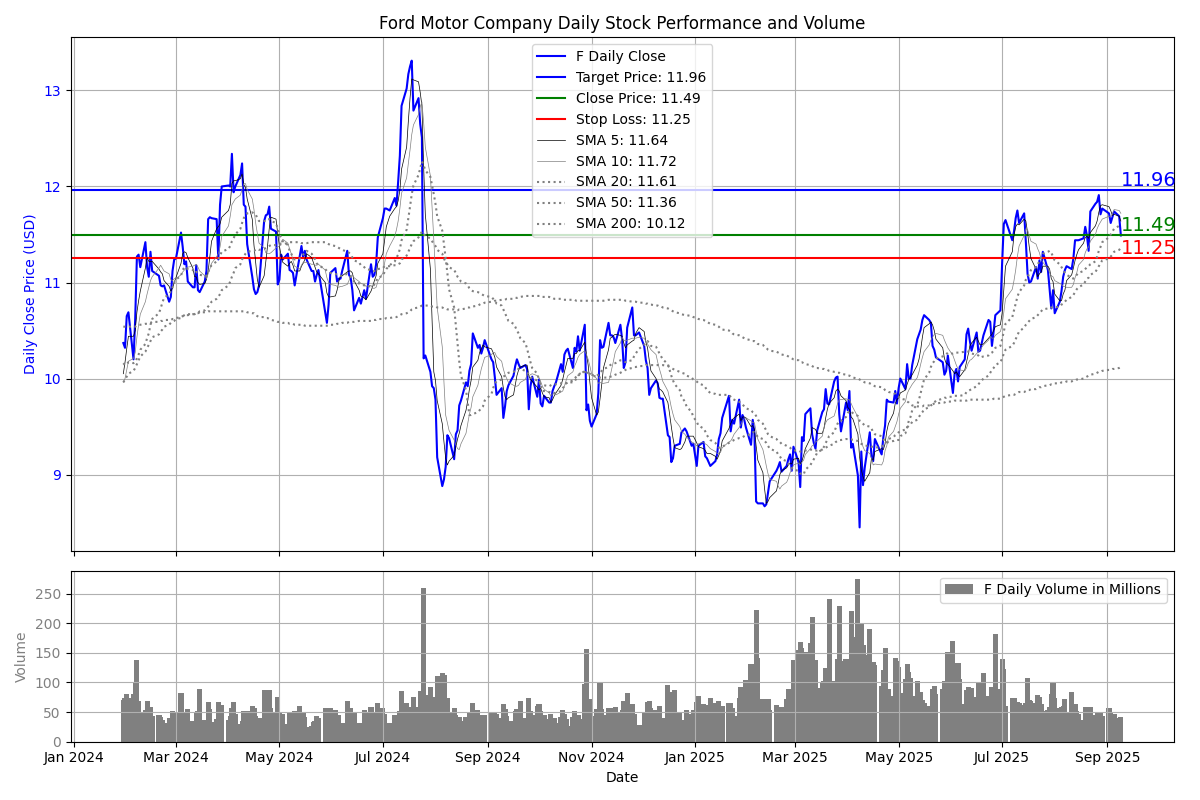 Ford Motor Company Daily Stock Performance and Volume
F Daily Close
Target Price: 11.96
Close Price: 11.49
Stop Loss: 11.25
SMA 5: 11.64
SMA 10: 11.72
SMA 20: 11.61
SMA 50: 11.36
SMA 200: 10.12
Daily Close Price (USD)
13
12
11
10
9
11.96
11.49
11.25
F Daily Volume in Millions
Volume
250
200
150
100
50
0
Jan 2024 Mar 2024 May 2024 Jul 2024 Sep 2024 Nov 2024 Jan 2025 Mar 2025 May 2025 Jul 2025 Sep 2025
Date